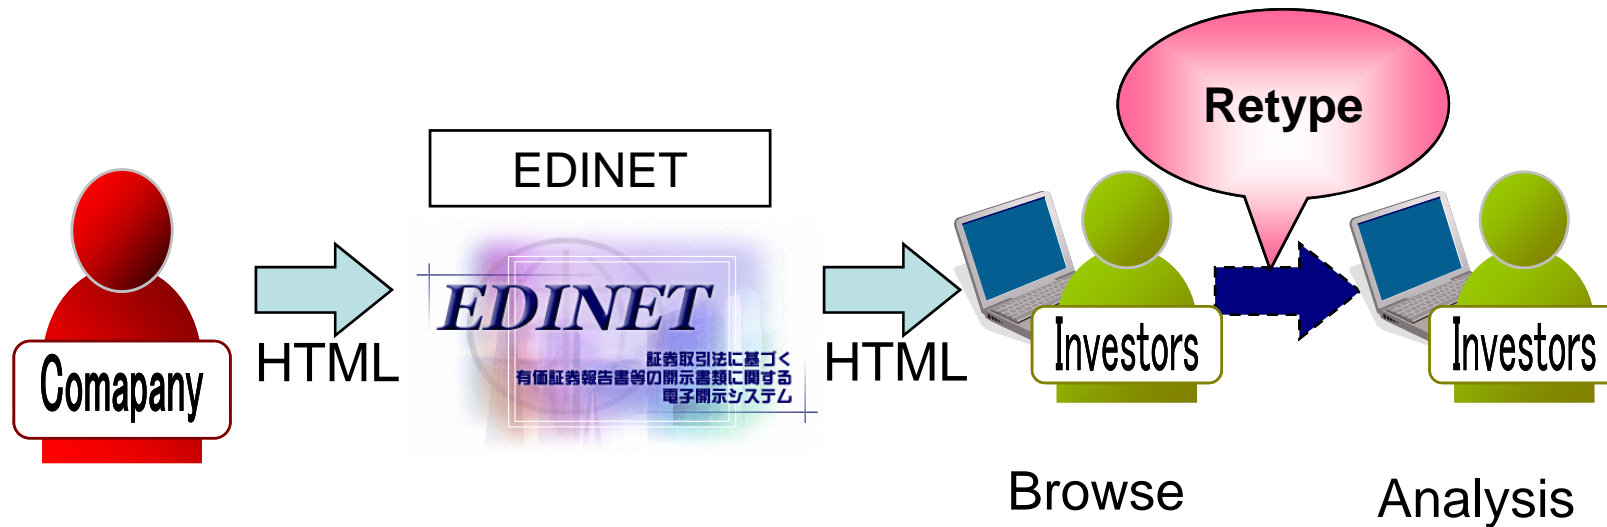 Retype
EDINET
EDINET
証券取引法に基づく
有価証券報告書等の開示書類に関する
電子開示システム
HTML
HTML
Comapany
Investors
Investors
Browse
Analysis